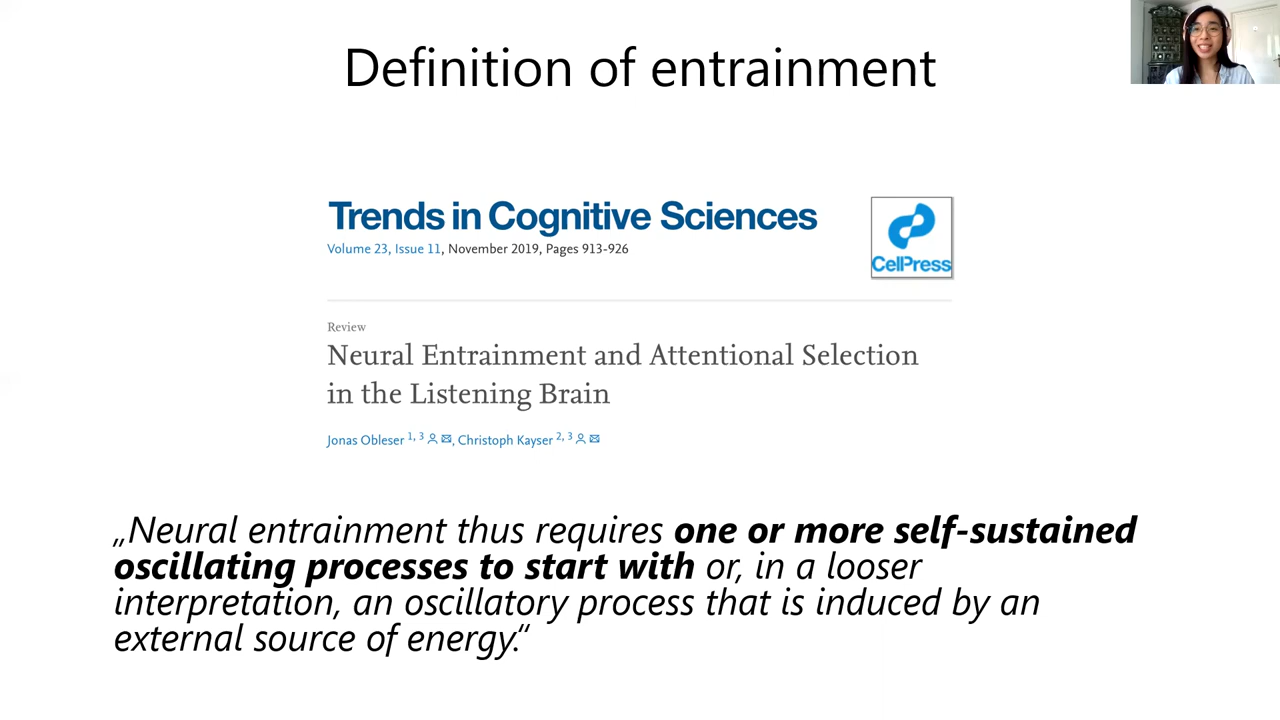 Definition of entrainment
Trends in Cognitive Sciences
Volume 23, Issue 11, November 2019, Pages 913-926
CellPress
Review
Neural Entrainment and Attentional Selection
in the Listening Brain
Jonas Obleser 1, 3, Christoph Kayser 2, 3
„Neural entrainment thus requires one or more self-sustained
oscillating processes to start with or, in a looser
interpretation, an oscillatory process that is induced by an
external source of energy.“